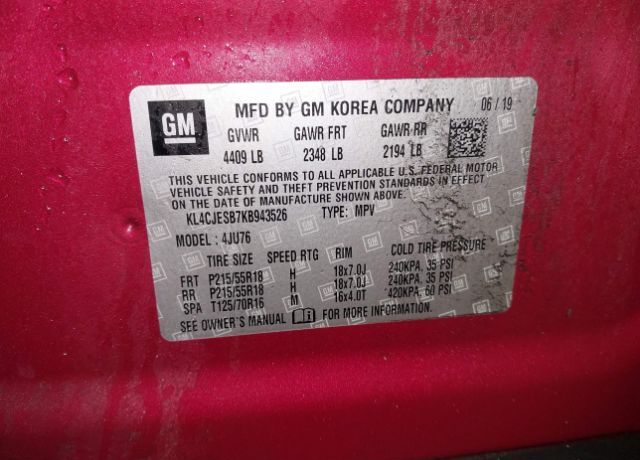 GM
MFD BY GM KOREA COMPANY 06 / 19
GVWR GAWR FRT GAWR RR
4409 LB 2348 LB 2194 LB
THIS VEHICLE CONFORMS TO ALL APPLICABLE U.S. FEDERAL MOTOR
VEHICLE SAFETY AND THEFT PREVENTION STANDARDS IN EFFECT
ON THE DATE OF MANUFACTURE SHOWN ABOVE.
KL4CJESB7KB943526 TYPE: MPV
MODEL : 4JU76
TIRE SIZE SPEED RTG RIM COLD TIRE PRESSURE
FRT P215/55R18 H 18x7.0J 240KPA, 35 PSI
RR P215/55R18 H 18x7.0J 240KPA, 35 PSI
SPA T125/70R16 M 16x4.0T 420KPA, 60 PSI
SEE OWNER'S MANUAL FOR MORE INFORMATION.